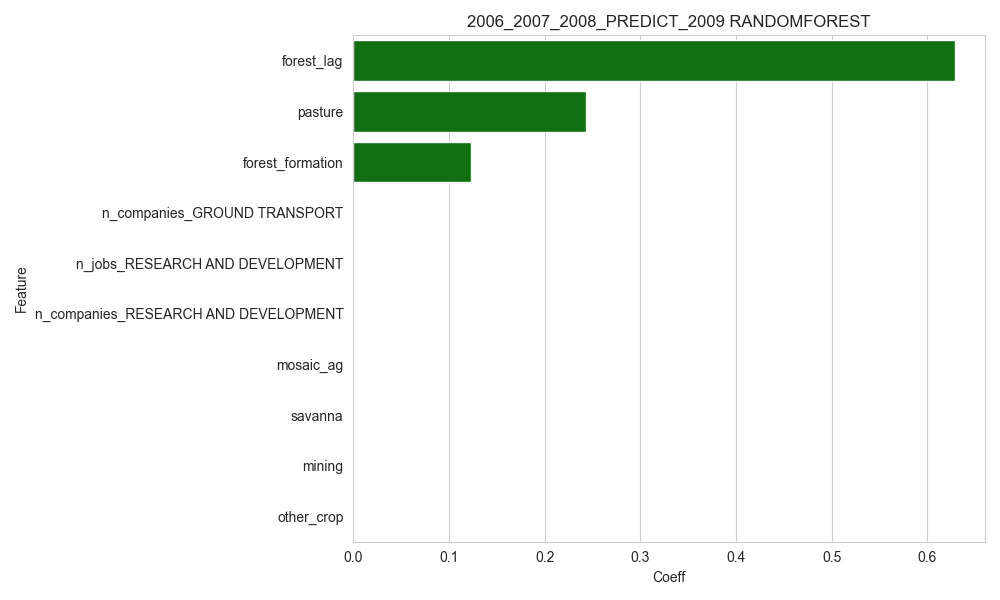 2006_2007_2008_PREDICT_2009 RANDOMFOREST
Feature
forest_lag
pasture
forest_formation
n_companies_GROUND TRANSPORT
n_jobs_RESEARCH AND DEVELOPMENT
n_companies_RESEARCH AND DEVELOPMENT
mosaic_ag
savanna
mining
other_crop
0.0 0.1 0.2 0.3 0.4 0.5 0.6
Coeff